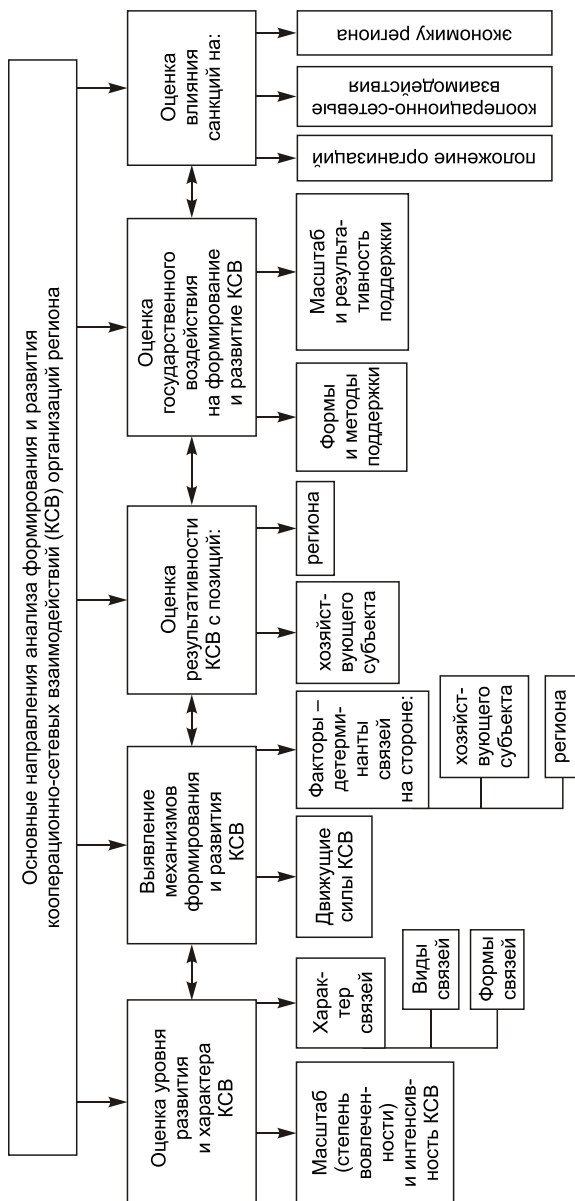 Основные направления анализа формирования и развития
кооперационно-сетевых взаимодействий (КСВ) организаций региона
Оценка уровня
развития
и характера
КСВ
Масштаб
(степень
вовлечен-
ности)
и интенсив-
ность КСВ
Харак-
тер
связей
Виды
связей
Формы
связей
Выявление
механизмов
формирования
и развития
КСВ
Движущие
силы КСВ
Факторы –
детерми-
нанты
связей
на стороне:
хозяйст-
вующего
субъекта
региона
Оценка
результативности
КСВ с позиций:
хозяйст-
вующего
субъекта
региона
Оценка
государственного
воздействия
на формирование
и развитие КСВ
Формы
и методы
поддержки
Масштаб
и результа-
тивность
поддержки
Оценка
влияния
санкций на:
положение организаций
кооперационно-сетевые
взаимодействия
экономику региона